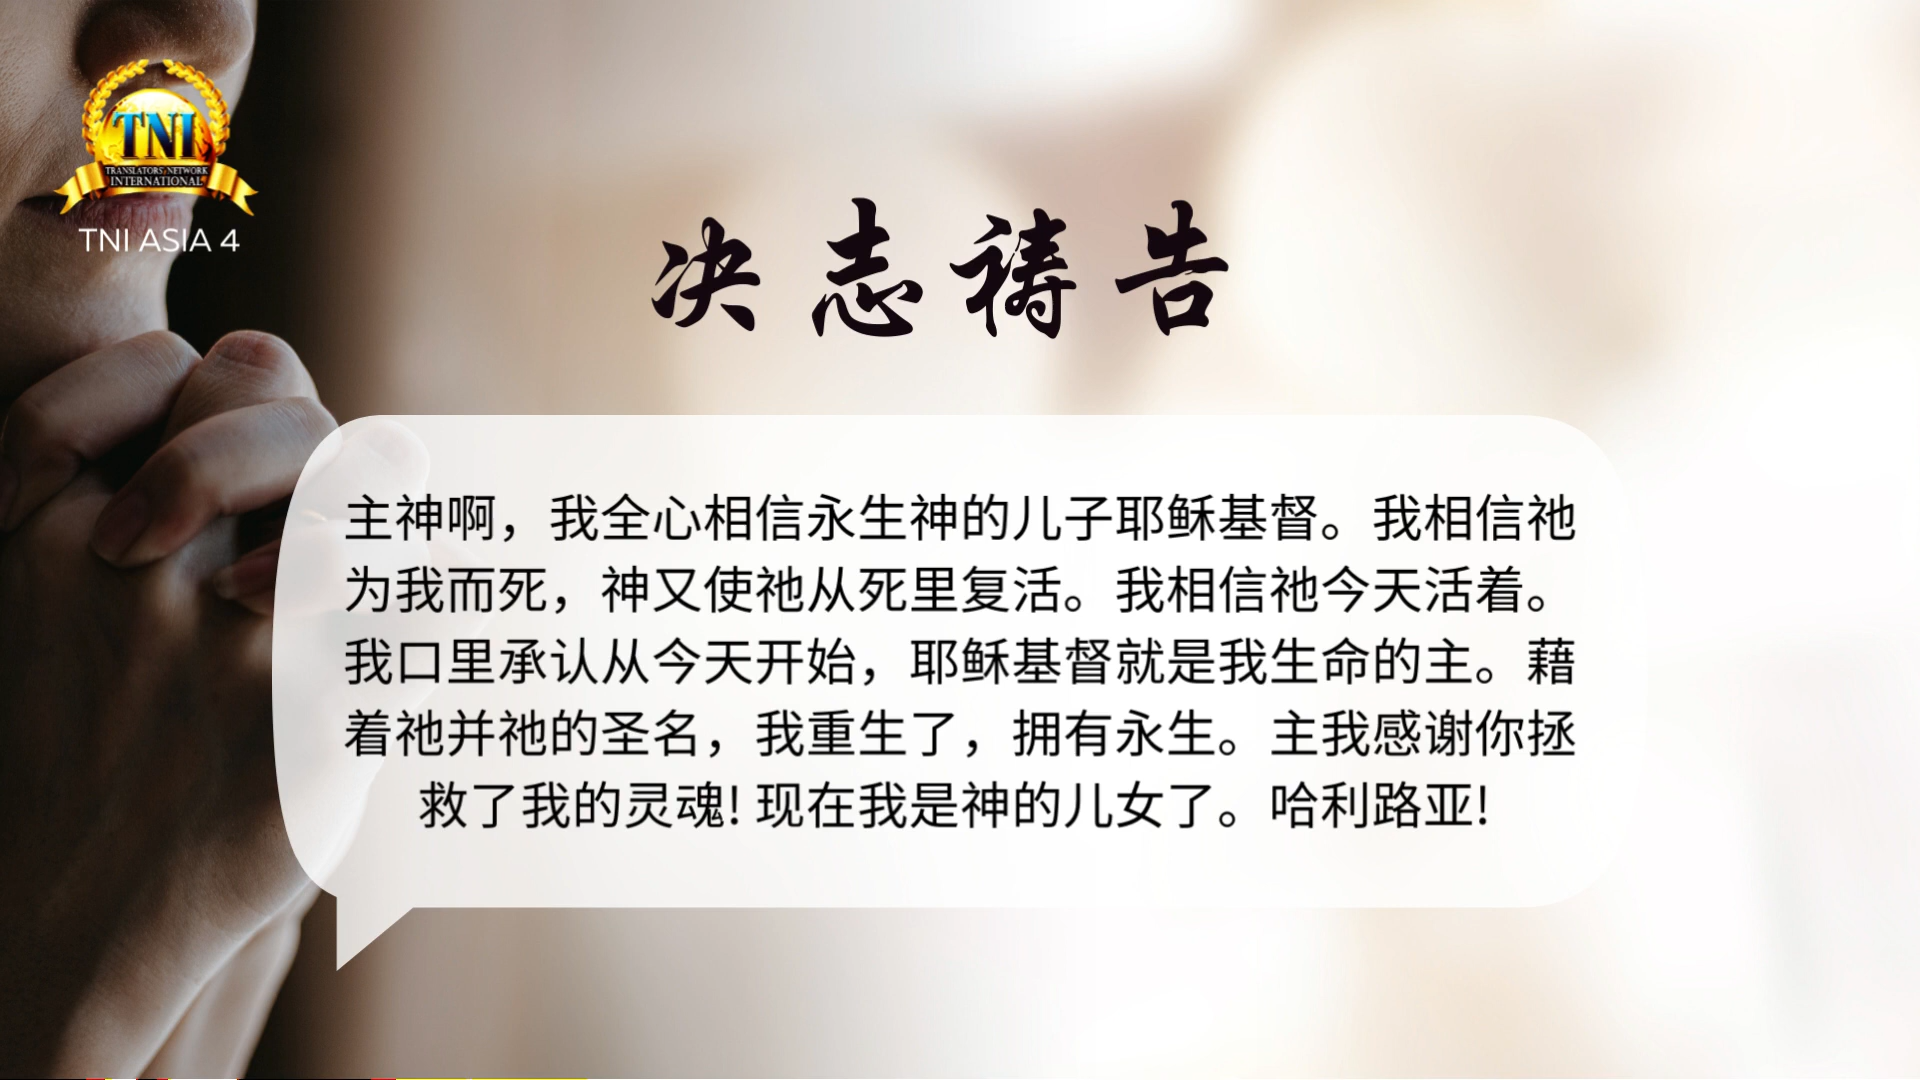 TNI
TRANSLATORS NETWORK
INTERNATIONAL
TNI ASIA 4
决志祷告
主神啊，我全心相信永生神的儿子耶稣基督。我相信祂
为我而死，神又使祂从死里复活。我相信祂今天活着。
我口里承认从今天开始，耶稣基督就是我生命的主。藉
着祂并祂的圣名，我重生了，拥有永生。主我感谢你拯
救了我的灵魂! 现在我是神的儿女了。哈利路亚!